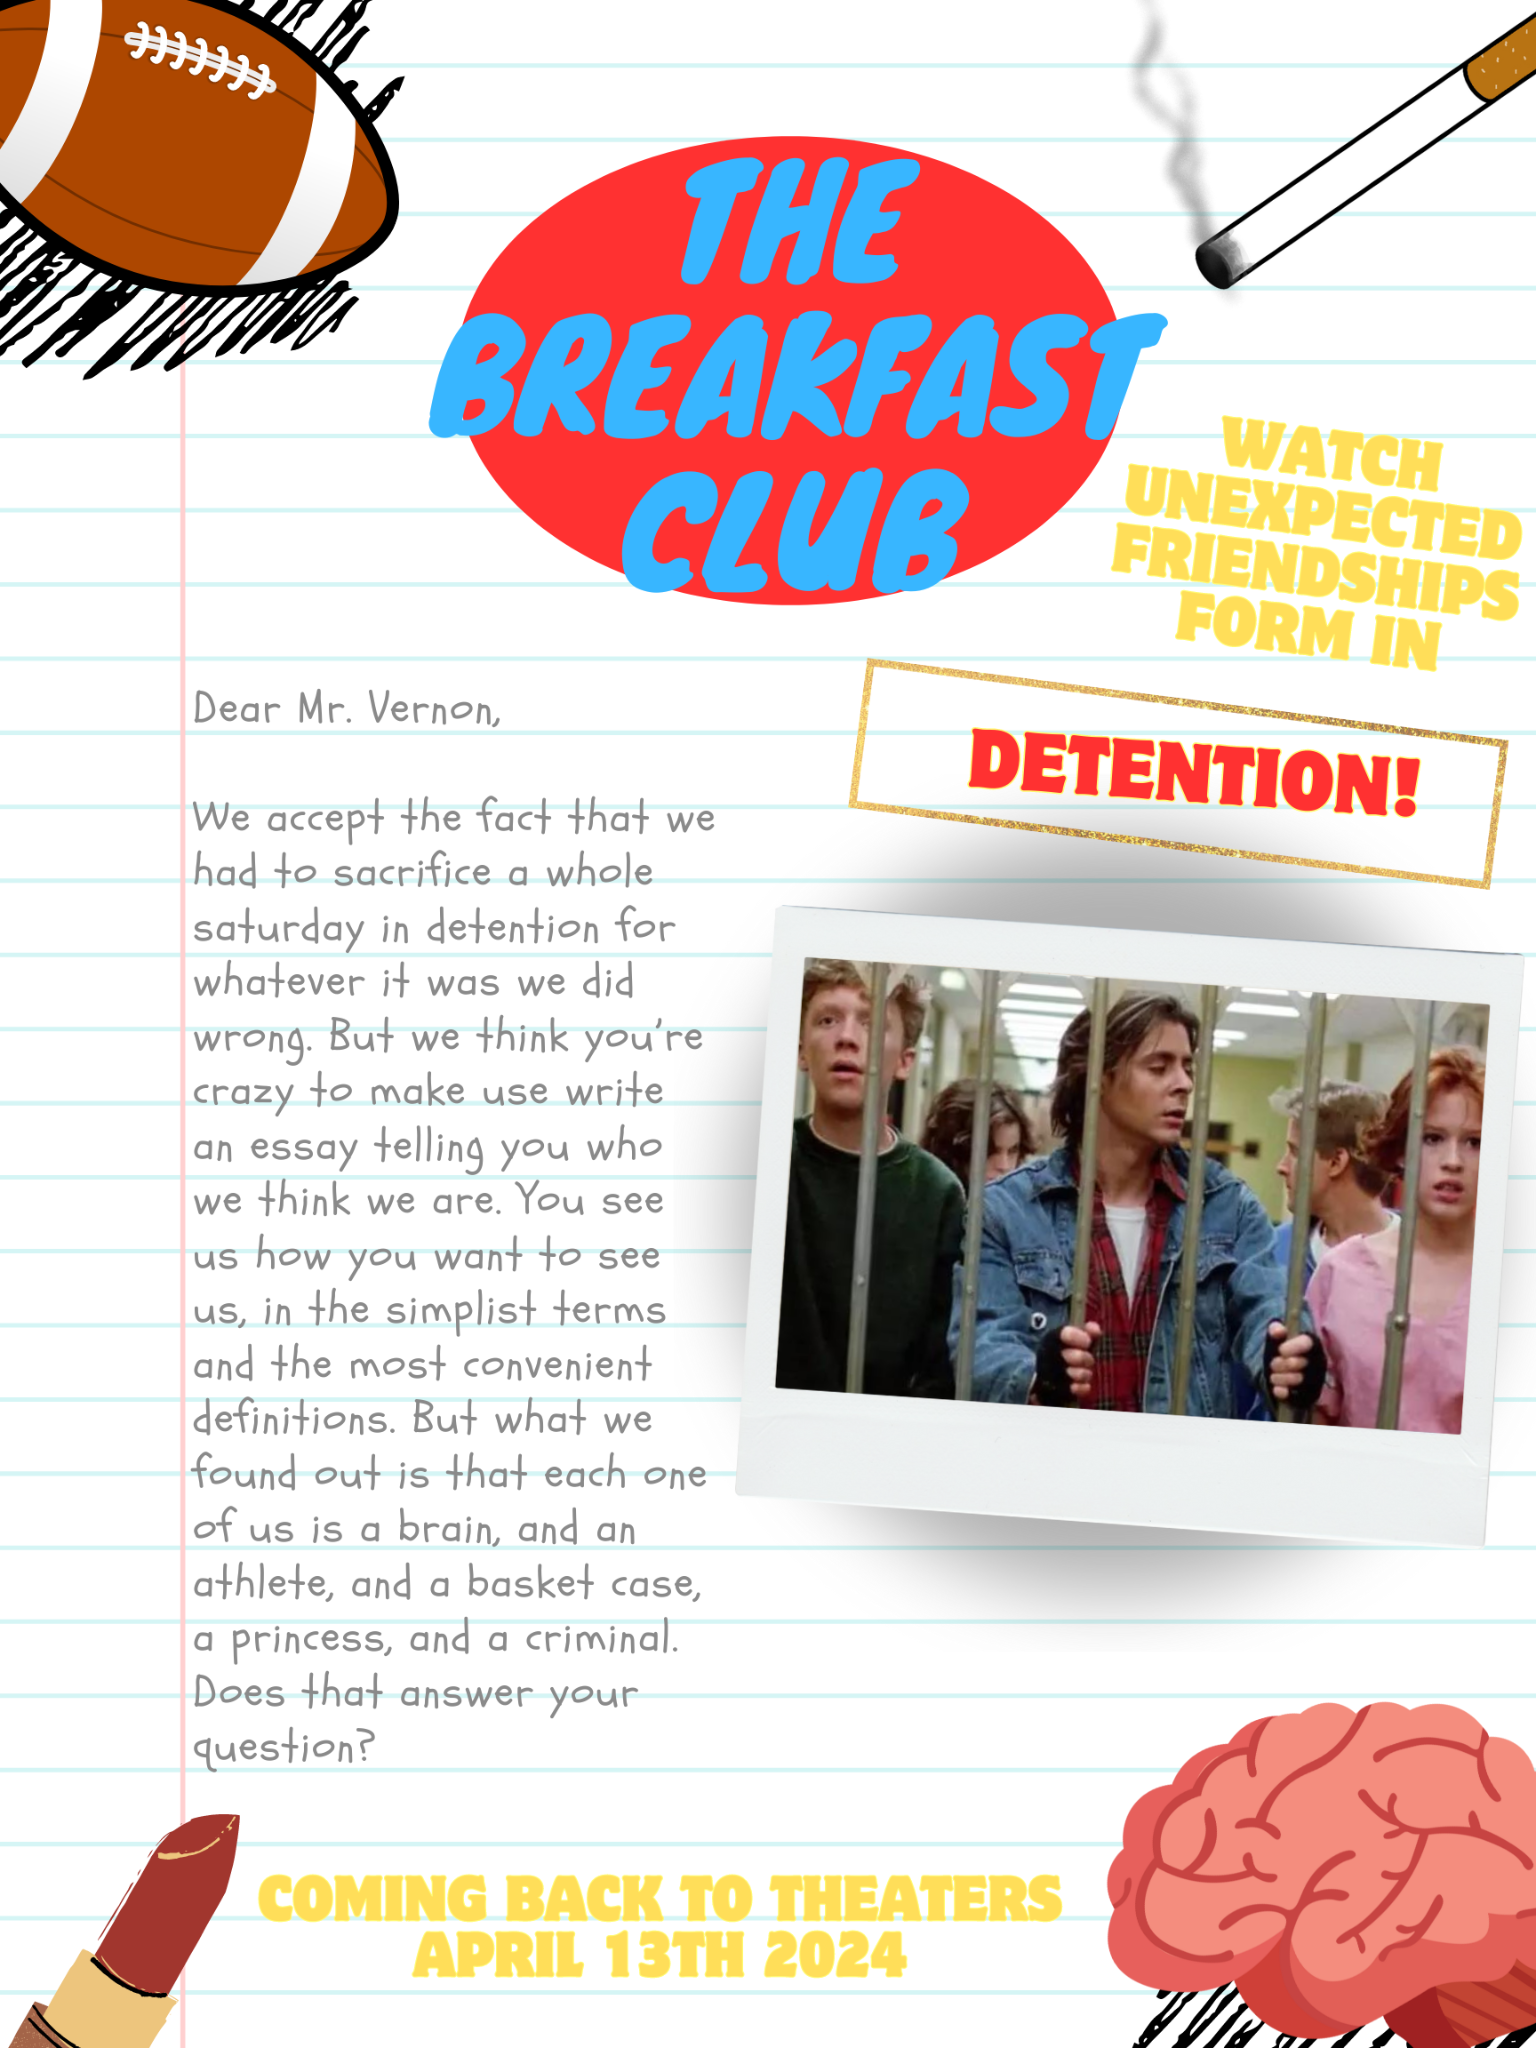 THE
BREAKFAST
CLUB
WATCH
UNEXPECTED
FRIENDSHIPS
FORM IN
DETENTION!
Dear Mr. Vernon,
We accept the fact that we
had to sacrifice a whole
saturday in detention for
whatever it was we did
wrong. But we think you're
crazy to make use write
an essay telling you who
we think we are. You see
us how you want to see
us, in the simplist terms
and the most convenient
definitions. But what we
found out is that each one
of us is a brain, and an
athlete, and a basket case,
a princess, and a criminal.
Does that answer your
question?
COMING BACK TO THEATERS
APRIL 13TH 2024